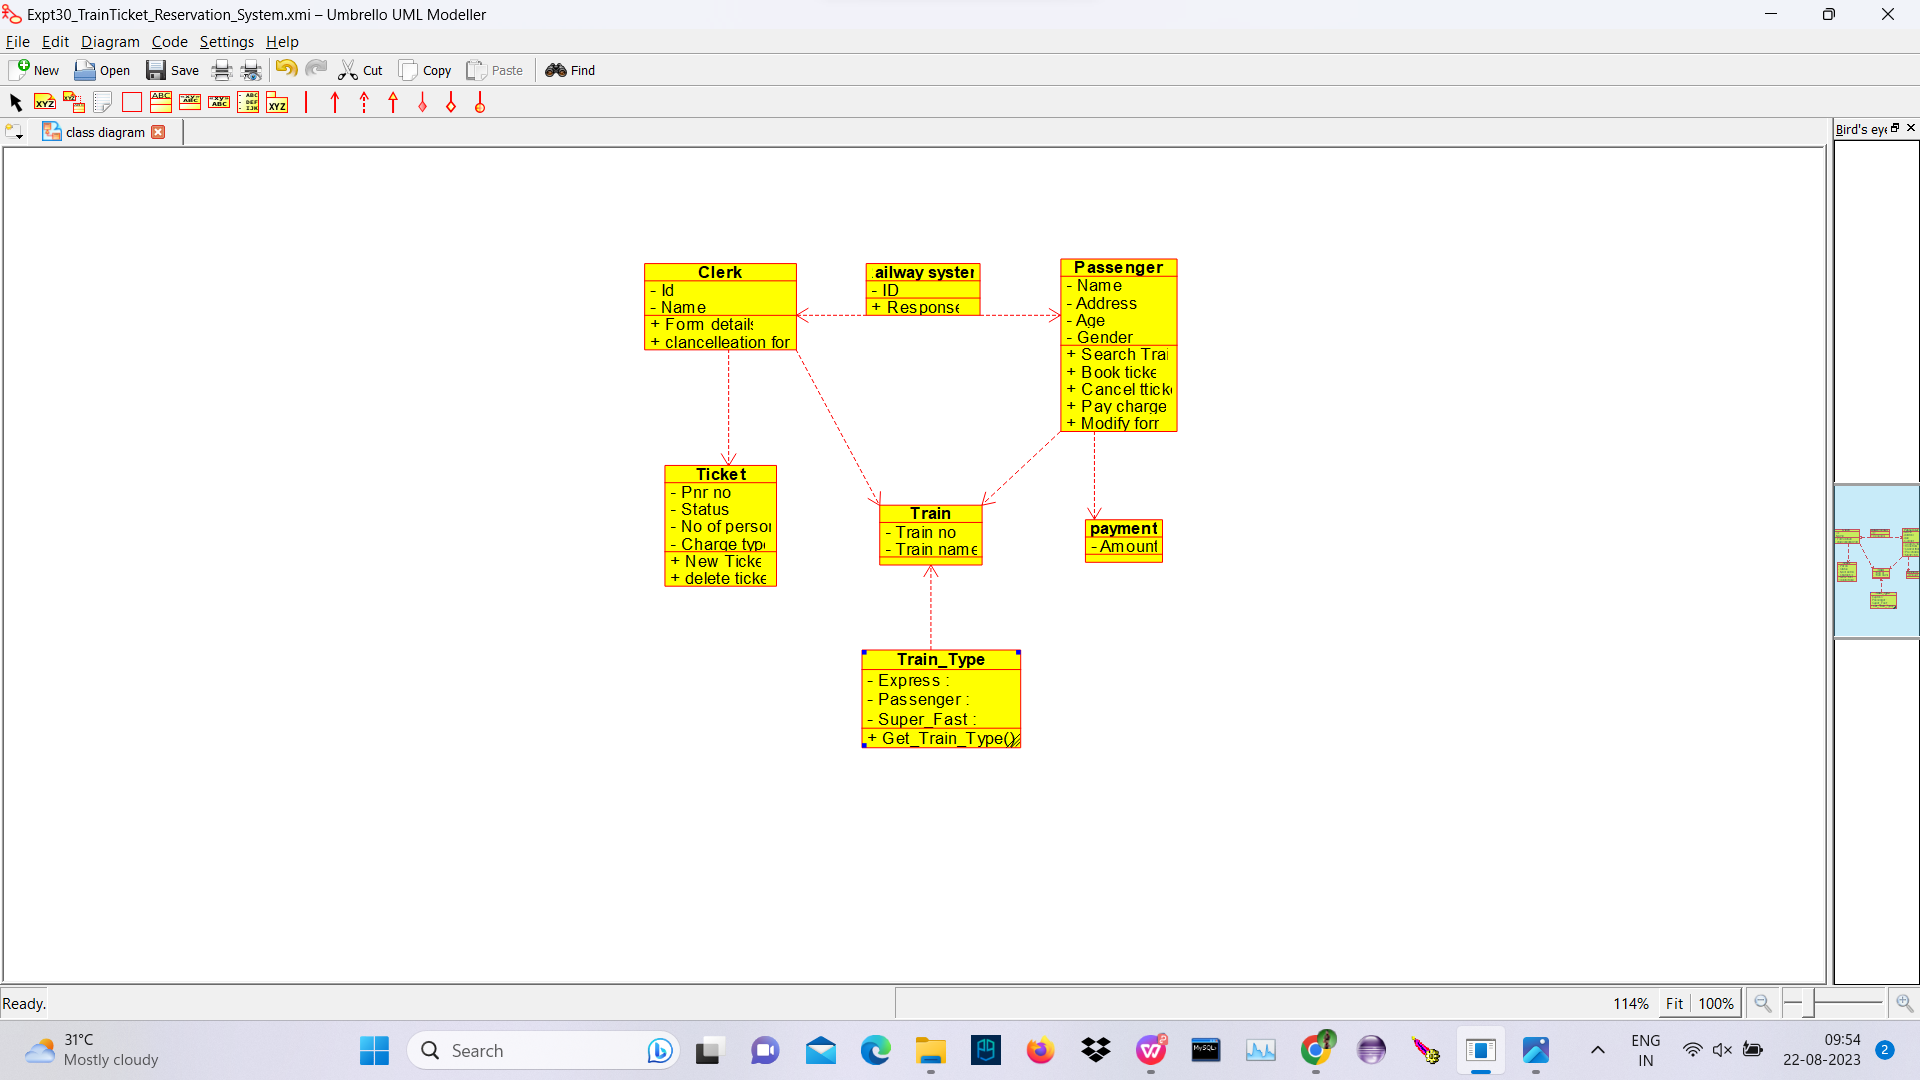 Expt30_TrainTicket_Reservation_System.xmi – Umbrello UML Modeller
File Edit Diagram Code Settings Help
New Open Save Cut Copy Paste Find
class diagram
Bird's eye
Clerk
- Id
- Name
+ Form details
+ clancelleation for
ailway syster
- ID
+ Response
Passenger
- Name
- Address
- Age
- Gender
+ Search Trai
+ Book ticke
+ Cancel ttick
+ Pay charge
+ Modify forr
Ticket
- Pnr no
- Status
- No of persor
- Charge type
+ New Ticke
+ delete ticke
Train
- Train no
- Train name
payment
- Amount
Train_Type
- Express :
- Passenger :
- Super_Fast :
+ Get_Train_Type()
Ready.
114% Fit 100%
31°C
Mostly cloudy
Search
ENG
IN
09:54
22-08-2023
2